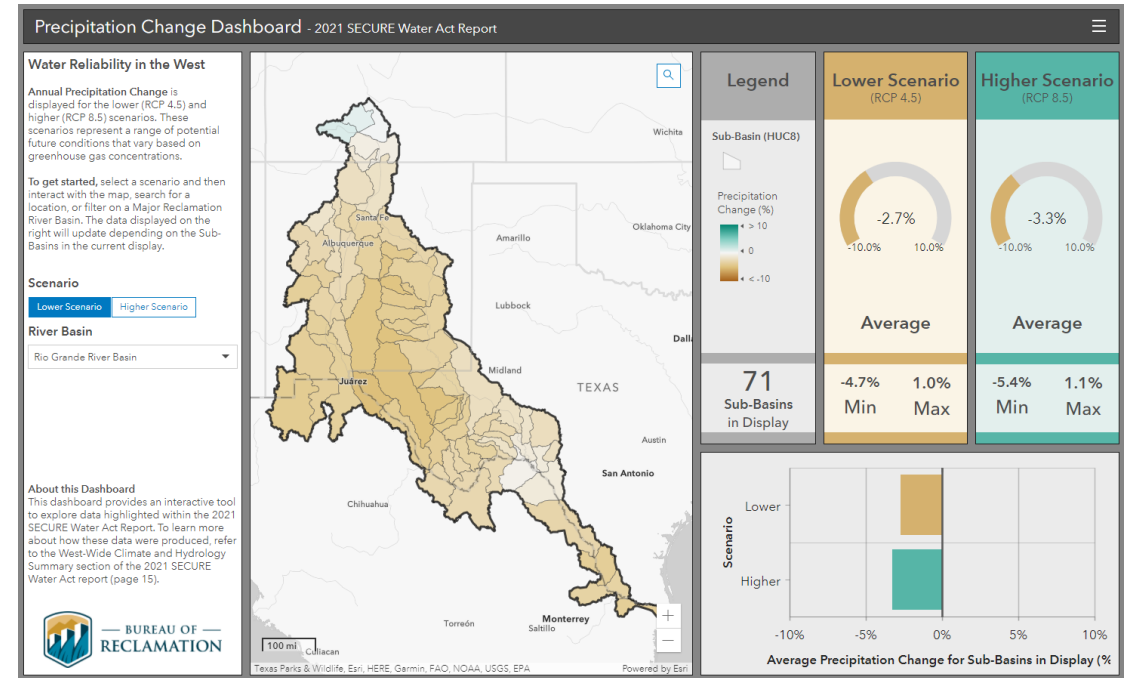 Precipitation Change Dashboard - 2021 SECURE Water Act Report
Water Reliability in the West
Annual Precipitation Change is
displayed for the lower (RCP 4.5) and
higher (RCP 8.5) scenarios. These
scenarios represent a range of potential
future conditions that vary based on
greenhouse gas concentrations.
To get started, select a scenario and then
interact with the map, search for a
location, or filter on a Major Reclamation
River Basin. The data displayed on the
right will update depending on the Sub-
Basins in the current display.
Scenario
Lower Scenario
Higher Scenario
River Basin
Rio Grande River Basin
About this Dashboard
This dashboard provides an interactive tool
to explore data highlighted within the 2021
SECURE Water Act Report. To learn more
about how these data were produced, refer
to the West-Wide Climate and Hydrology
Summary section of the 2021 SECURE
Water Act report (page 15).
BUREAU OF
RECLAMATION
Wichita
Santa Fe
Oklahoma City
Albuquerque
Amarillo
Lubbock
Dall
Midland
Juárez
TEXAS
Austin
San Antonio
Chihuahua
Monterrey
Torreón
Saltillo
100 mi
Culiacan
+
−
Texas Parks & Wildlife, Esri, HERE, Garmin, FAO, NOAA, USGS, EPA
Powered by Esri
Legend
Sub-Basin (HUC8)
Precipitation
Change (%)
> 10
0
< -10
71
Sub-Basins
in Display
Lower Scenario
(RCP 4.5)
-2.7%
-10.0% 10.0%
Average
-4.7% 1.0%
Min Max
Higher Scenario
(RCP 8.5)
-3.3%
-10.0% 10.0%
Average
-5.4% 1.1%
Min Max
Scenario
Lower
Higher
-10% -5% 0% 5% 10%
Average Precipitation Change for Sub-Basins in Display (%